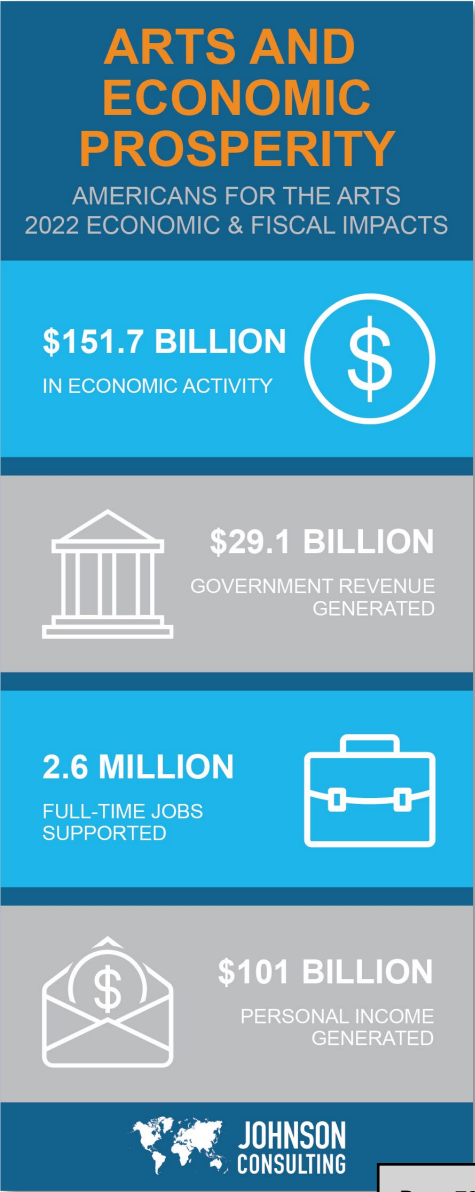 ARTS AND
ECONOMIC
PROSPERITY
AMERICANS FOR THE ARTS
2022 ECONOMIC & FISCAL IMPACTS
$151.7 BILLION
IN ECONOMIC ACTIVITY
$
$29.1 BILLION
GOVERNMENT REVENUE
GENERATED
2.6 MILLION
FULL-TIME JOBS
SUPPORTED
$
$101 BILLION
PERSONAL INCOME
GENERATED
JOHNSON
CONSULTING